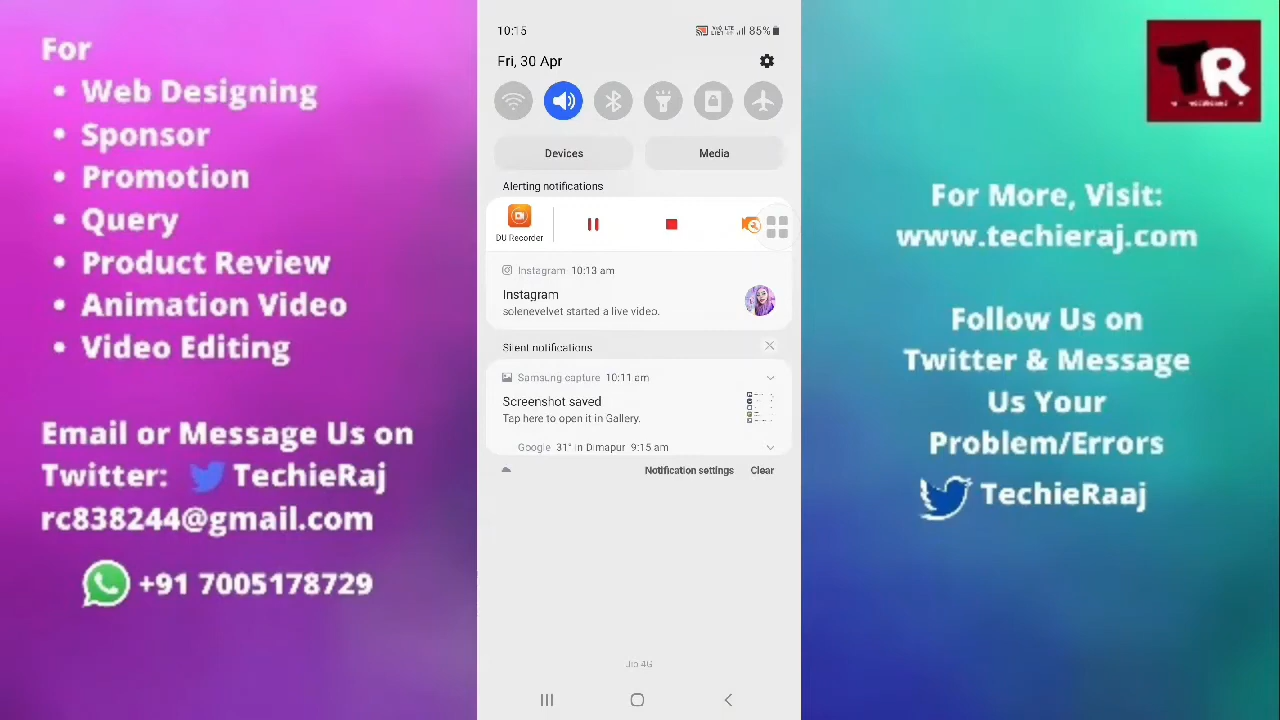 For
Web Designing
Sponsor
Promotion
Query
Product Review
Animation Video
Video Editing
Email or Message Us on
Twitter: TechieRaj
rc838244@gmail.com
+91 7005178729
10:15
85%
Fri, 30 Apr
Devices
Media
Alerting notifications
DU Recorder
Instagram 10:13 am
Instagram
solenevelvet started a live video.
Silent notifications
Samsung capture 10:11 am
Screenshot saved
Tap here to open it in Gallery.
Google 31° in Dimapur 9:15 am
Notification settings Clear
Jio 4G
TR
For More, Visit:
www.techieraj.com
Follow Us on
Twitter & Message
Us Your
Problem/Errors
TechieRaaj